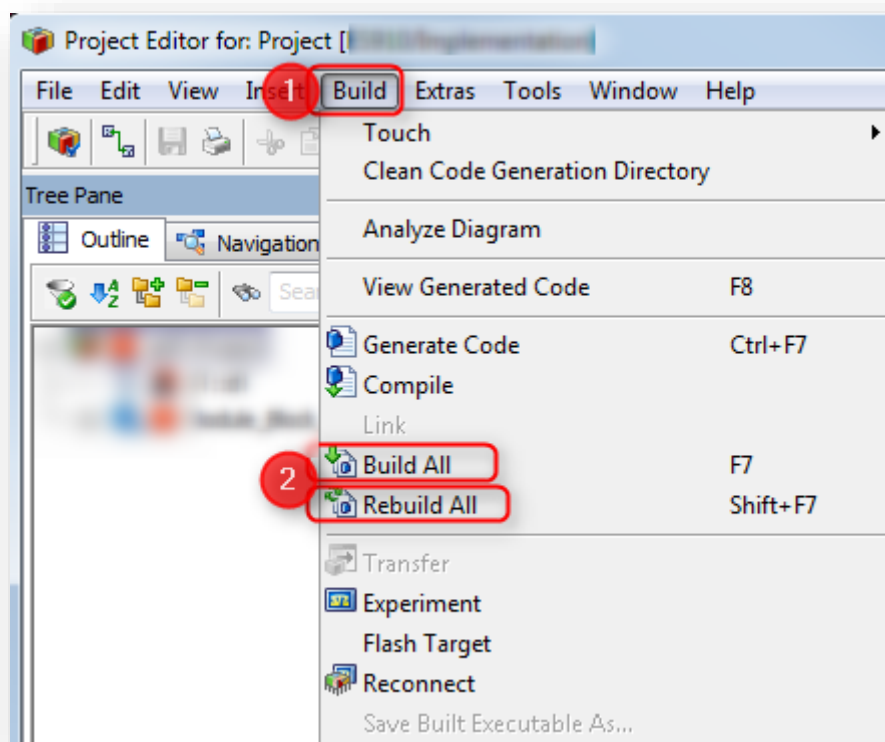 Project Editor for: Project [
File Edit View Insert Build Extras Tools Window Help
1
Touch
Clean Code Generation Directory
Tree Pane
Analyze Diagram
Outline Navigation
View Generated Code F8
Generate Code Ctrl+F7
Compile
Link
Build All F7
2
Rebuild All Shift+F7
Transfer
Experiment
Flash Target
Reconnect
Save Built Executable As...